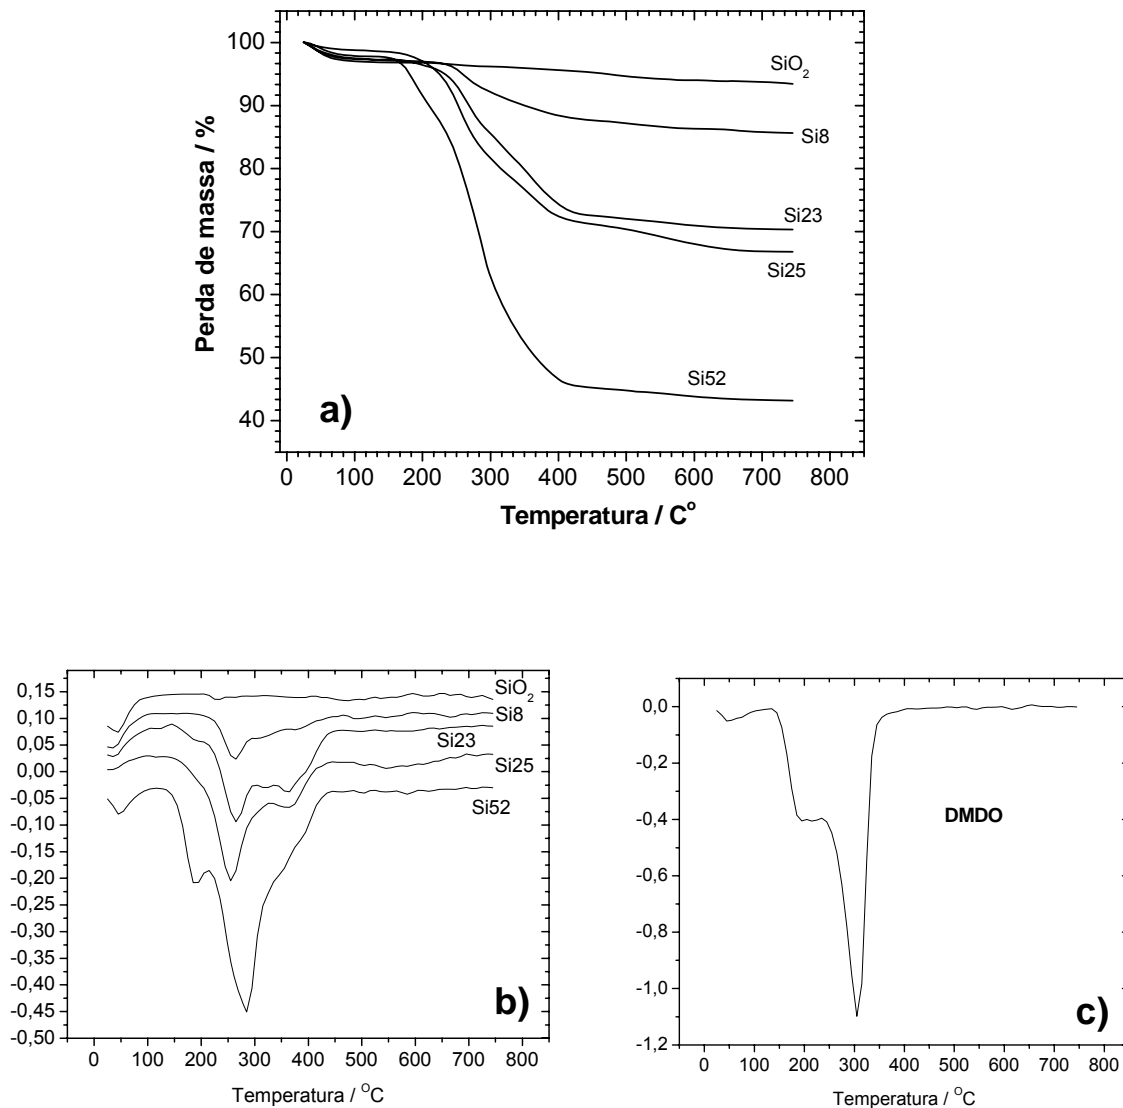 100
90
80
70
60
50
40
Perda de massa / %
SiO2
Si8
Si23
Si25
Si52
a)
0 100 200 300 400 500 600 700 800
Temperatura / Cº
0,15
0,10
0,05
0,00
-0,05
-0,10
-0,15
-0,20
-0,25
-0,30
-0,35
-0,40
-0,45
-0,50
SiO2
Si8
Si23
Si25
Si52
b)
0 100 200 300 400 500 600 700 800
Temperatura / ºC
0,0
-0,2
-0,4
-0,6
-0,8
-1,0
-1,2
DMDO
c)
0 100 200 300 400 500 600 700 800
Temperatura / ºC